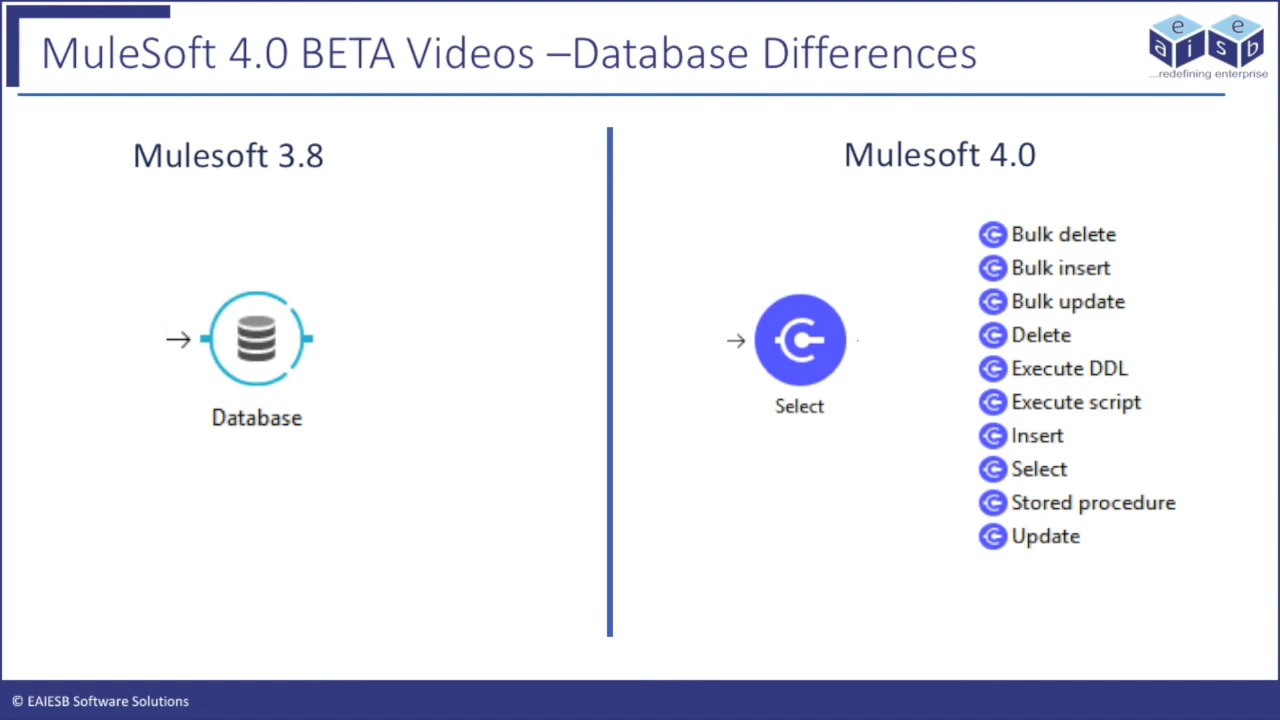 MuleSoft 4.0 BETA Videos –Database Differences
e e
a i s b
...redefining enterprise
Mulesoft 3.8
Mulesoft 4.0
Database
Select
Bulk delete
Bulk insert
Bulk update
Delete
Execute DDL
Execute script
Insert
Select
Stored procedure
Update
© EAIESB Software Solutions